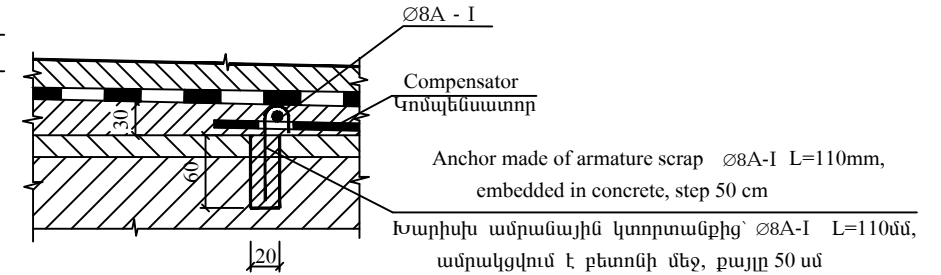 ∅8A - I
Compensator
Կոմպենսատոր
30
60
Anchor made of armature scrap ∅8A-I L=110mm,
embedded in concrete, step 50 cm
Խարիսխ ամրանային կտորտանքից՝ ∅8A-I L=110մմ,
ամրակցվում է բետոնի մեջ, քայլը 50 սմ
20